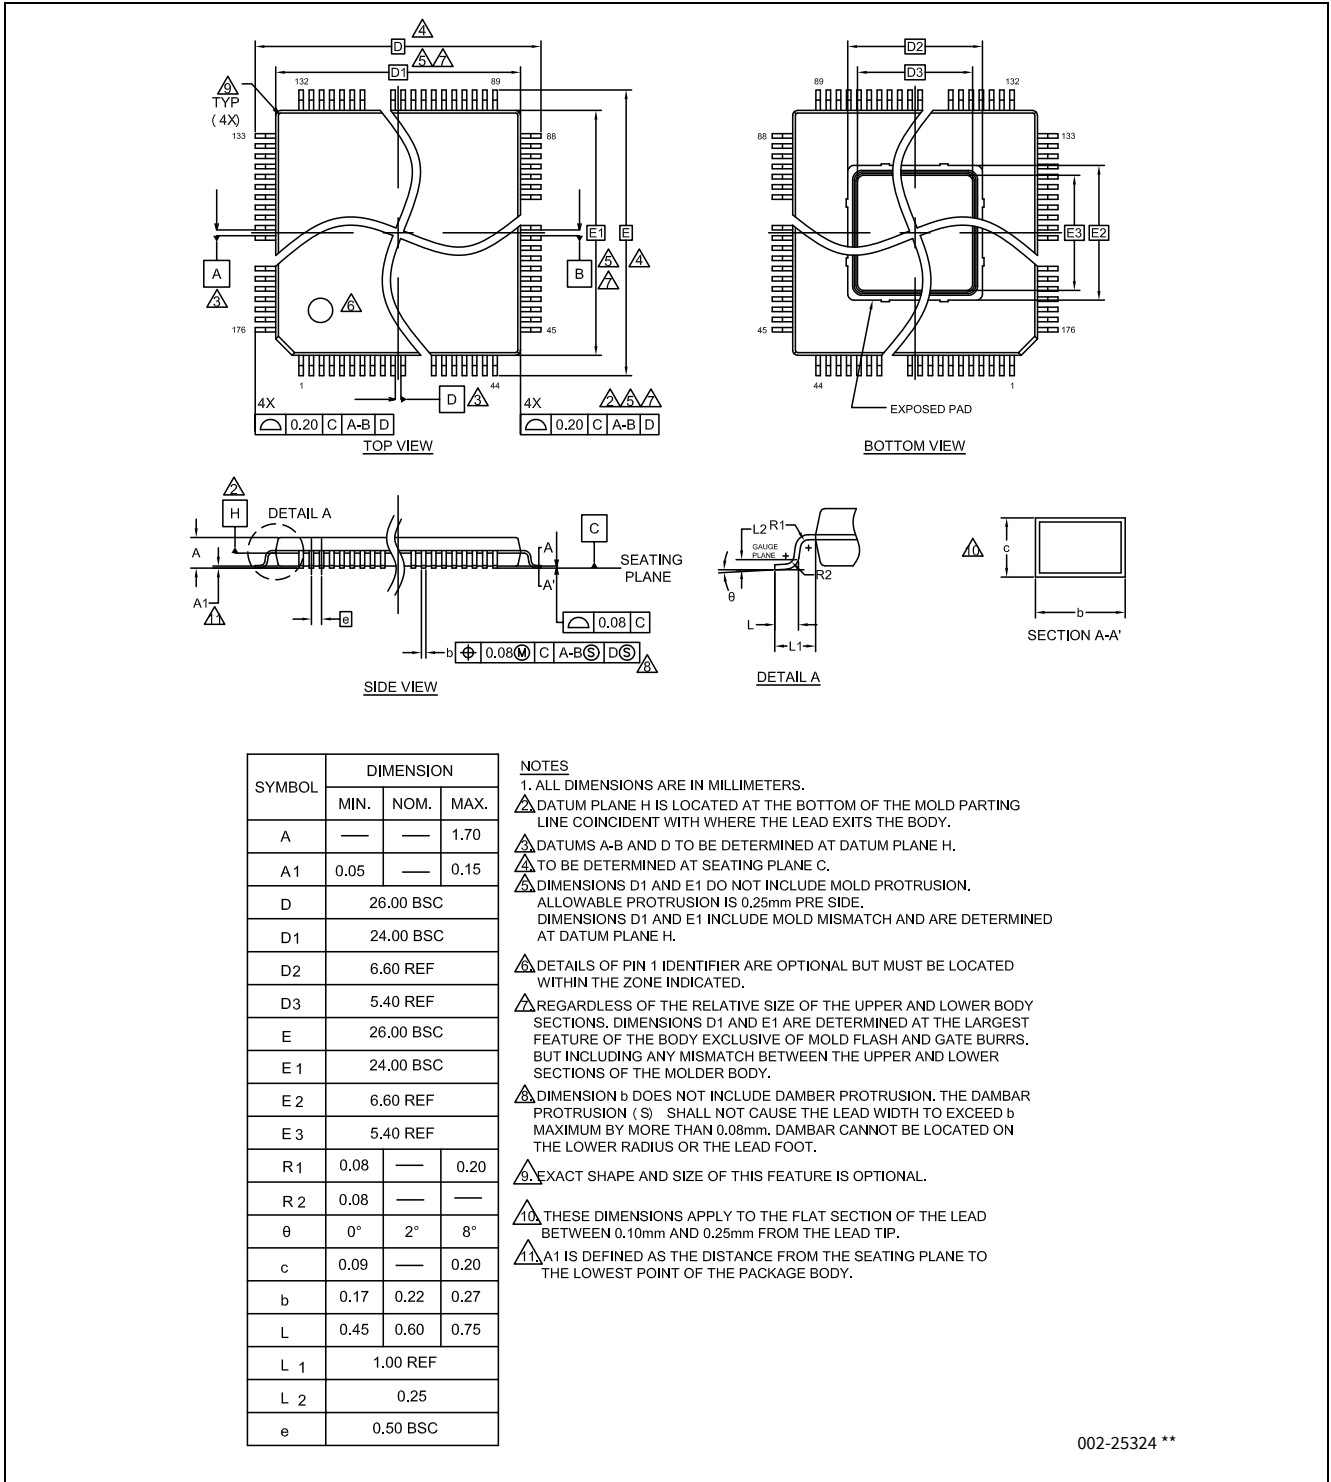 4
D
5 7
D1
132
89
9
TYP
( 4X)
133
88
A
3
B
E1
E
5
4
7
6
176
45
1
44
D
3
4X
0.20 C A-B D
4X
2 5 7
0.20 C A-B D
TOP VIEW
D2
D3
89
132
88
133
E3
E2
45
176
44
1
EXPOSED PAD
BOTTOM VIEW
2
H
DETAIL A
A
A1
11
e
A
A'
C
SEATING
PLANE
0.08 C
b 0.08 M C A-B S D S
8
SIDE VIEW
L2 R1
GAUGE
PLANE
R2
θ
L
L1
DETAIL A
10
c
b
SECTION A-A'
SYMBOL DIMENSION
MIN. NOM. MAX.
A — — 1.70
A1 0.05 — 0.15
D 26.00 BSC
D1 24.00 BSC
D2 6.60 REF
D3 5.40 REF
E 26.00 BSC
E1 24.00 BSC
E2 6.60 REF
E3 5.40 REF
R1 0.08 — 0.20
R2 0.08 — —
θ 0° 2° 8°
c 0.09 — 0.20
b 0.17 0.22 0.27
L 0.45 0.60 0.75
L 1 1.00 REF
L 2 0.25
e 0.50 BSC
NOTES
1. ALL DIMENSIONS ARE IN MILLIMETERS.
2. DATUM PLANE H IS LOCATED AT THE BOTTOM OF THE MOLD PARTING
LINE COINCIDENT WITH WHERE THE LEAD EXITS THE BODY.
3. DATUMS A-B AND D TO BE DETERMINED AT DATUM PLANE H.
4. TO BE DETERMINED AT SEATING PLANE C.
5. DIMENSIONS D1 AND E1 DO NOT INCLUDE MOLD PROTRUSION.
ALLOWABLE PROTRUSION IS 0.25mm PRE SIDE.
DIMENSIONS D1 AND E1 INCLUDE MOLD MISMATCH AND ARE DETERMINED
AT DATUM PLANE H.
6. DETAILS OF PIN 1 IDENTIFIER ARE OPTIONAL BUT MUST BE LOCATED
WITHIN THE ZONE INDICATED.
7. REGARDLESS OF THE RELATIVE SIZE OF THE UPPER AND LOWER BODY
SECTIONS. DIMENSIONS D1 AND E1 ARE DETERMINED AT THE LARGEST
FEATURE OF THE BODY EXCLUSIVE OF MOLD FLASH AND GATE BURRS.
BUT INCLUDING ANY MISMATCH BETWEEN THE UPPER AND LOWER
SECTIONS OF THE MOLDER BODY.
8. DIMENSION b DOES NOT INCLUDE DAMBER PROTRUSION. THE DAMBAR
PROTRUSION ( S) SHALL NOT CAUSE THE LEAD WIDTH TO EXCEED b
MAXIMUM BY MORE THAN 0.08mm. DAMBAR CANNOT BE LOCATED ON
THE LOWER RADIUS OR THE LEAD FOOT.
9. EXACT SHAPE AND SIZE OF THIS FEATURE IS OPTIONAL.
10. THESE DIMENSIONS APPLY TO THE FLAT SECTION OF THE LEAD
BETWEEN 0.10mm AND 0.25mm FROM THE LEAD TIP.
11. A1 IS DEFINED AS THE DISTANCE FROM THE SEATING PLANE TO
THE LOWEST POINT OF THE PACKAGE BODY.
002-25324 **